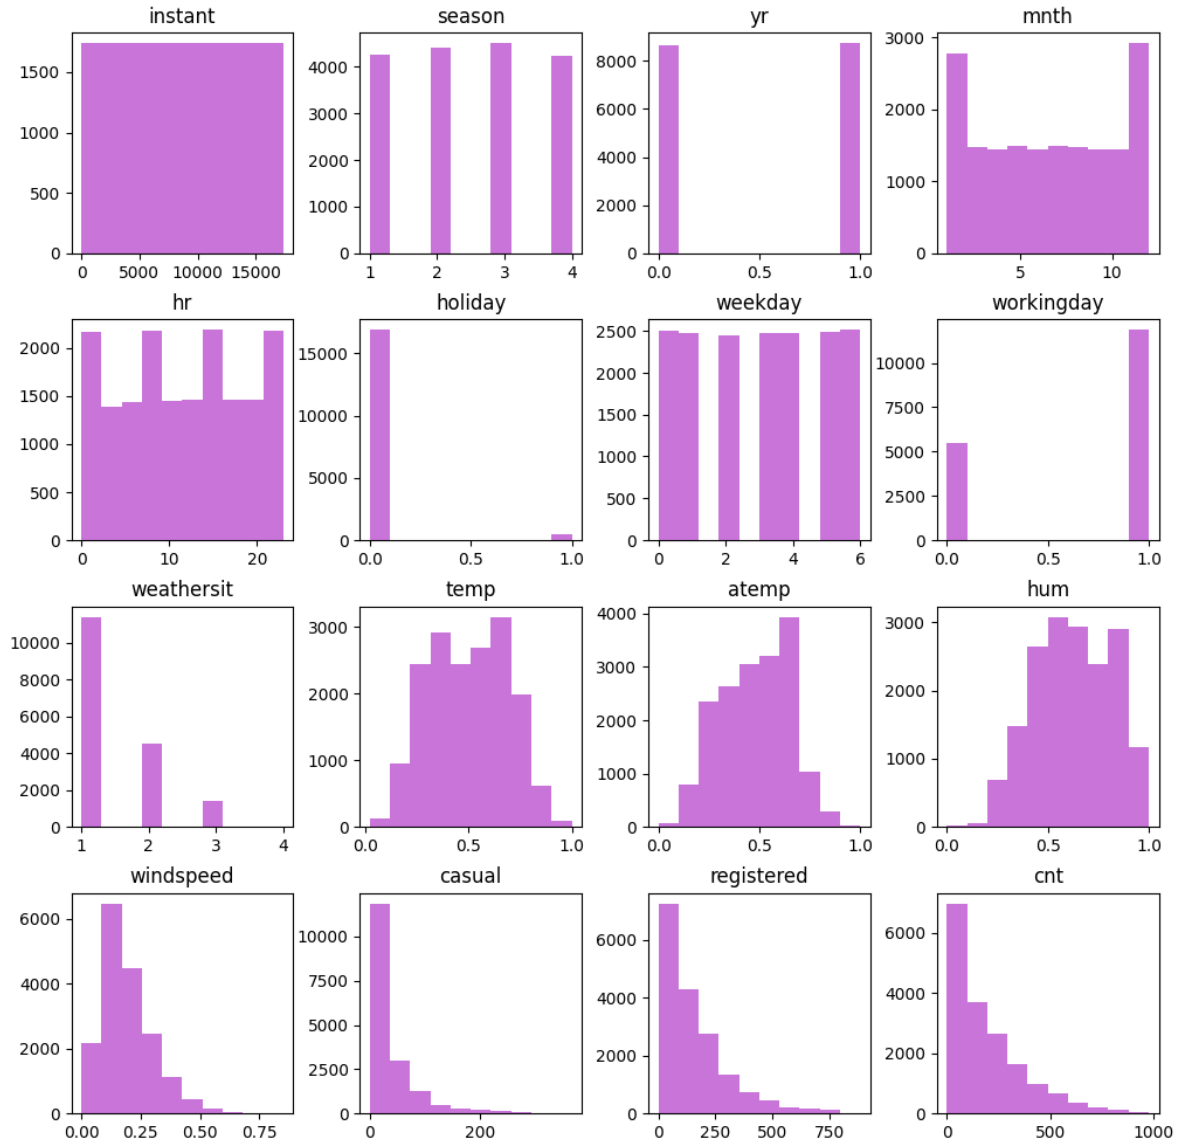 instant season yr mnth
1500 4000 8000 3000
1000 3000 6000 2000
500 2000 4000 1000
0 1000 2000 0
0 0
0 5000 10000 15000 1 2 3 4 0.0 0.5 1.0 5 10
hr holiday weekday workingday
2000 15000 2500 10000
1500 10000 2000 7500
1000 5000 1500 5000
500 0 1000 2500
0 500 0
0
0 10 20 0.0 0.5 1.0 0 2 4 6 0.0 0.5 1.0
weathersit temp atemp hum
10000 3000 4000 3000
8000 2000 3000 2000
6000 1000 2000 1000
4000 0 1000 0
2000 0
0
1 2 3 4 0.0 0.5 1.0 0.0 0.5 1.0 0.0 0.5 1.0
windspeed casual registered cnt
6000 10000 6000 6000
4000 7500 4000 4000
2000 5000 2000 2000
0 2500 0 0
0
0.00 0.25 0.50 0.75 0 200 0 250 500 750 0 500 1000